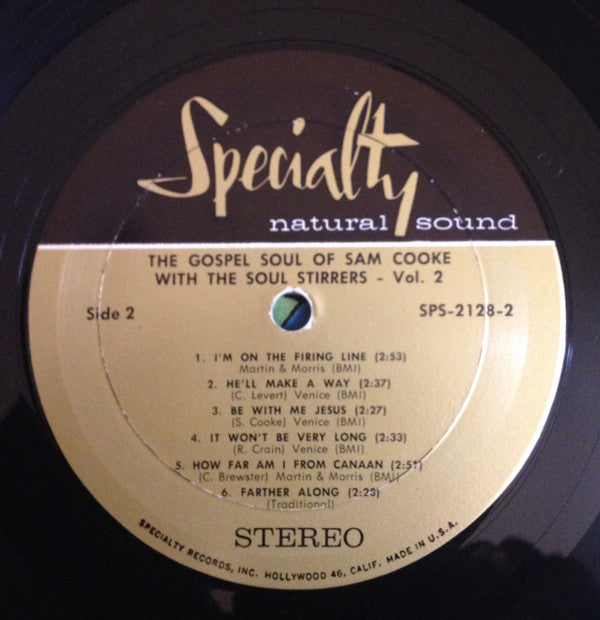 Specialty
natural sound
THE GOSPEL SOUL OF SAM COOKE
WITH THE SOUL STIRRERS - Vol. 2
Side 2
SPS-2128-2
1. I'M ON THE FIRING LINE (2:53)
Martin & Morris (BMI)
2. HE'LL MAKE A WAY (2:37)
(C. Levert) Venice (BMI)
3. BE WITH ME JESUS (2:27)
(S. Cooke) Venice (BMI)
4. IT WON'T BE VERY LONG (2:33)
(R. Crain) Venice (BMI)
5. HOW FAR AM I FROM CANAAN (2:51)
(C. Brewster) Martin & Morris (BMI)
6. FARTHER ALONG (2:23)
(Traditional)
STEREO
SPECIALTY RECORDS, INC. HOLLYWOOD 46, CALIF. MADE IN U.S.A.